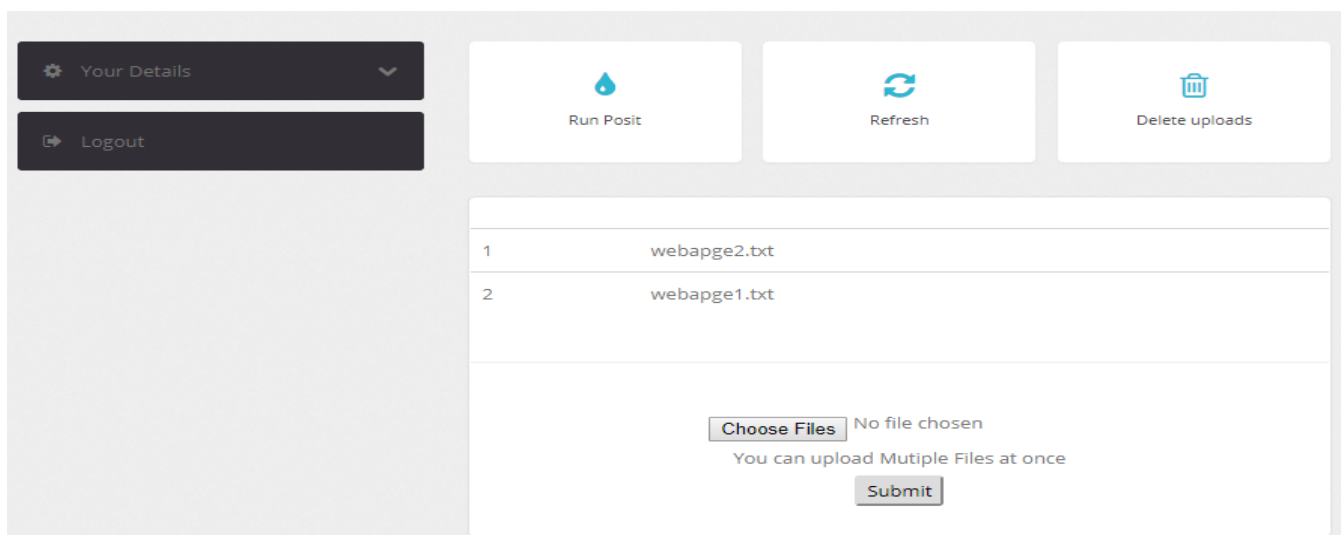 Your Details
Logout
Run Posit
Refresh
Delete uploads
1 webapge2.txt
2 webapge1.txt
Choose Files No file chosen
You can upload Mutiple Files at once
Submit